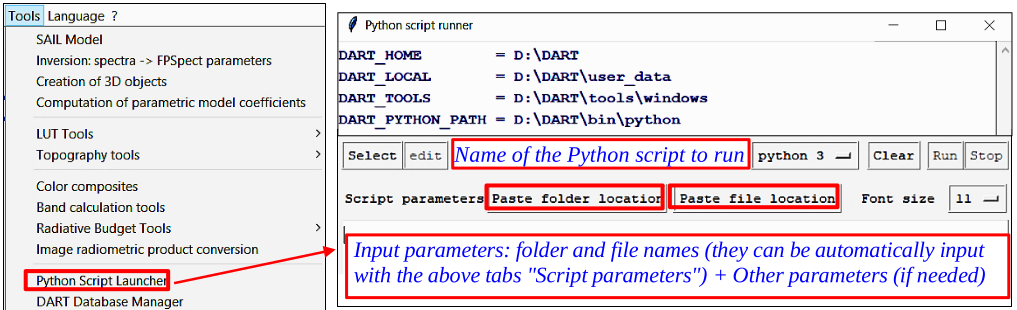 Tools Language ?
SAIL Model
Inversion: spectra -> FPSpect parameters
Creation of 3D objects
Computation of parametric model coefficients
LUT Tools
Topography tools
Color composites
Band calculation tools
Radiative Budget Tools
Image radiometric product conversion
Python Script Launcher
DART Database Manager
Python script runner
DART_HOME = D:\DART
DART_LOCAL = D:\DART\user_data
DART_TOOLS = D:\DART\tools\windows
DART_PYTHON_PATH = D:\DART\bin\python
Select edit Name of the Python script to run python 3 Clear Run Stop
Script parameters Paste folder location Paste file location Font size 11
Input parameters: folder and file names (they can be automatically input
with the above tabs "Script parameters") + Other parameters (if needed)